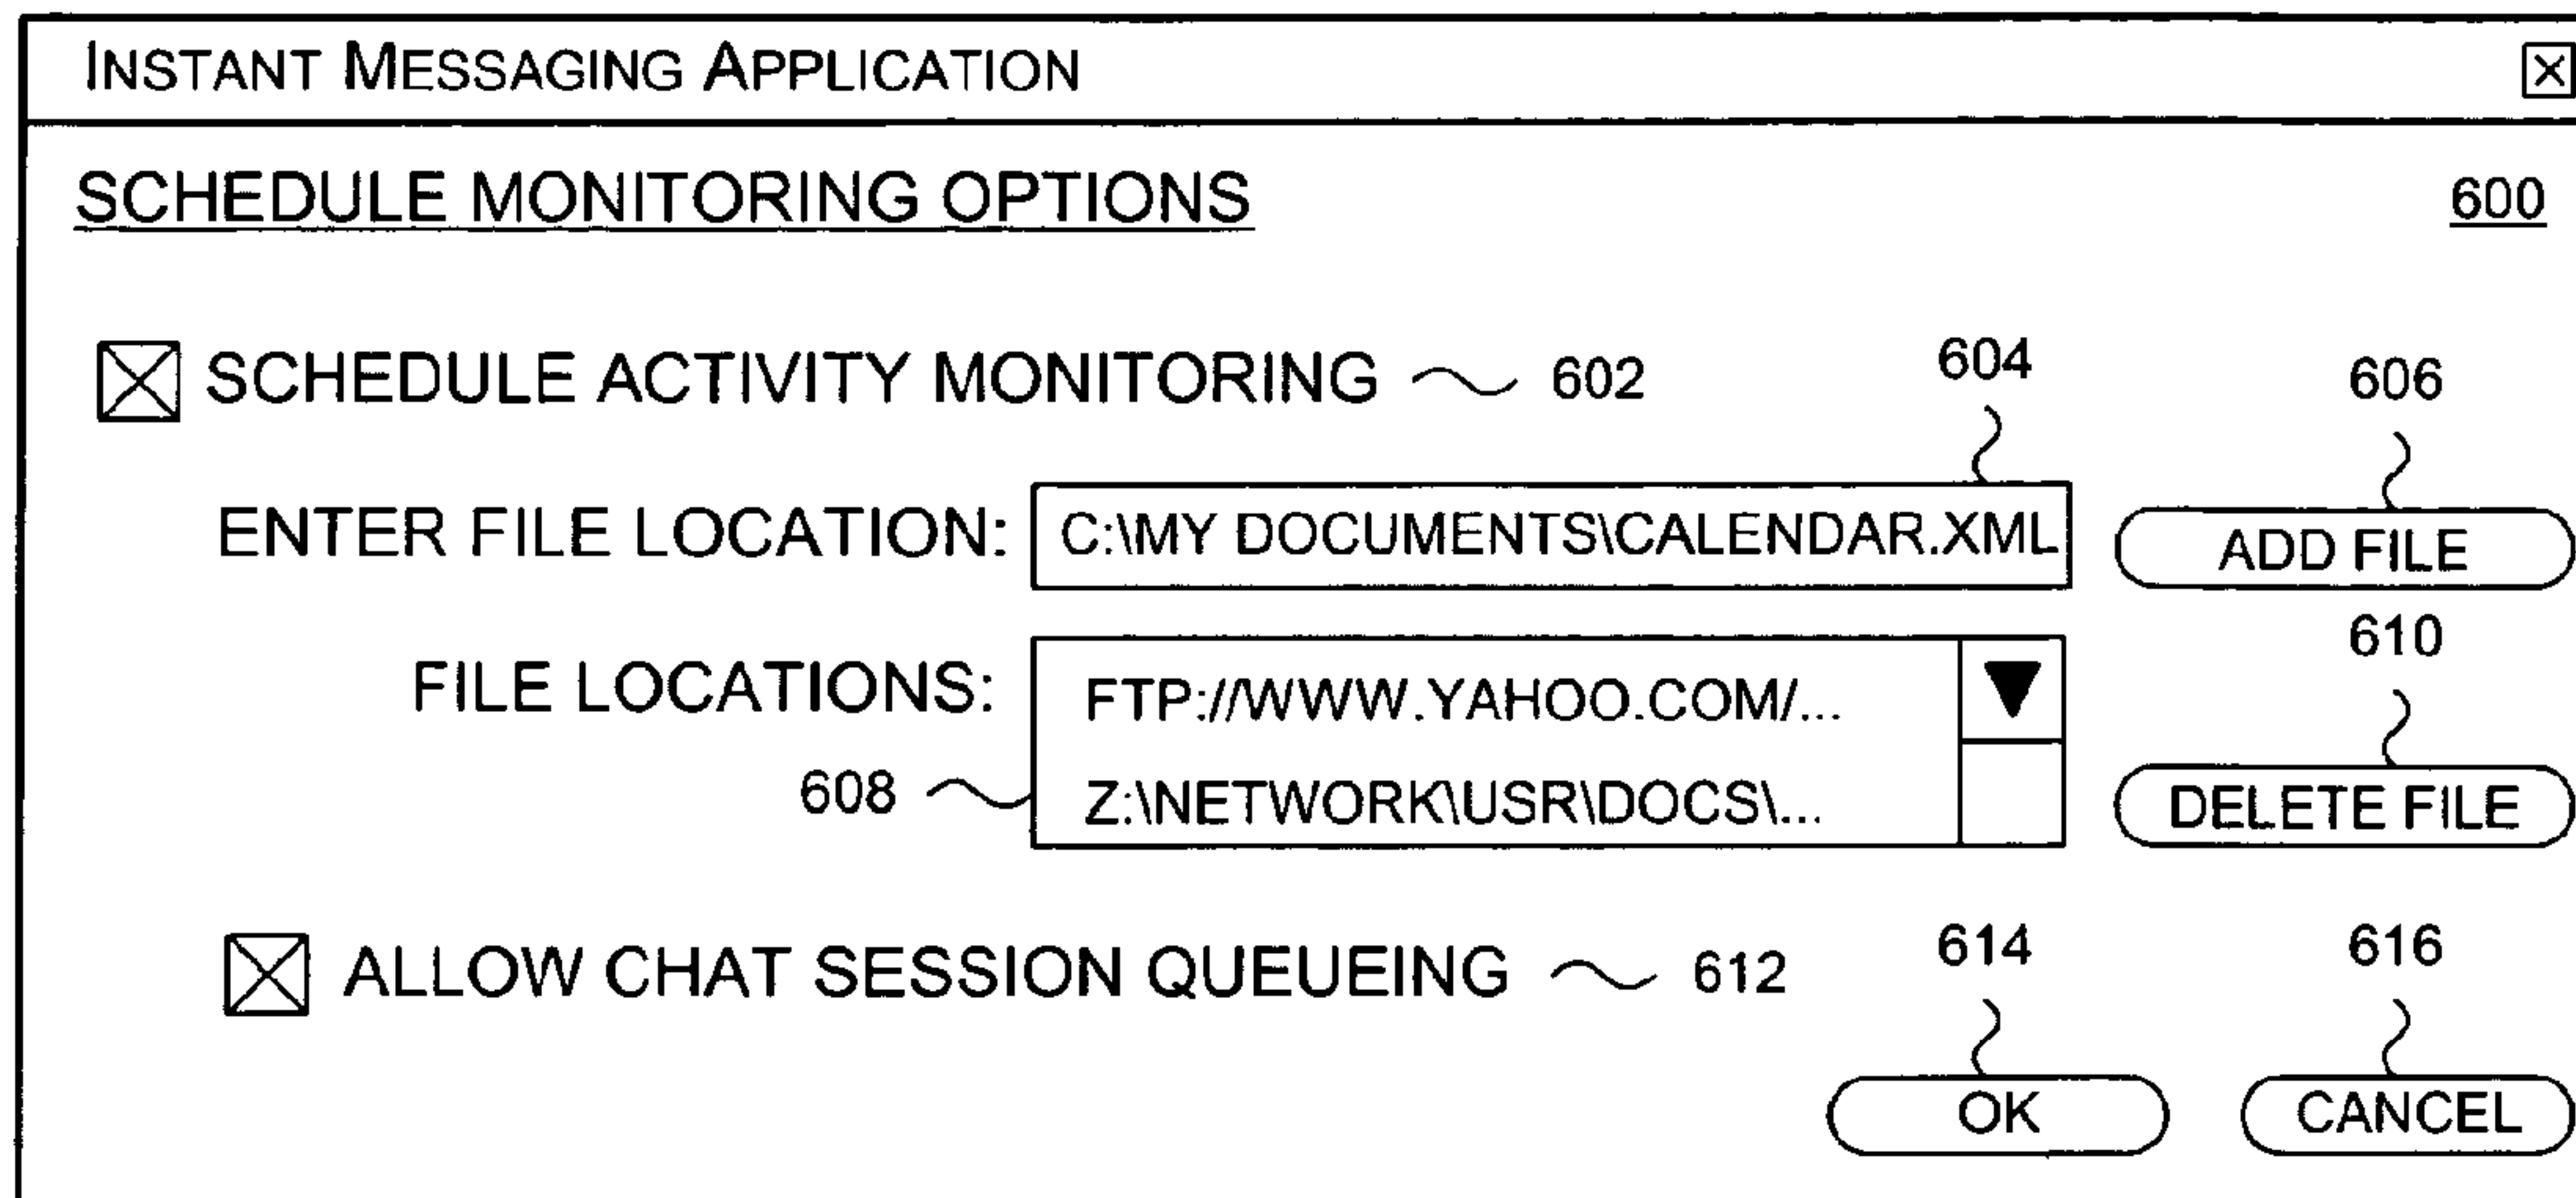 INSTANT MESSAGING APPLICATION
SCHEDULE MONITORING OPTIONS 600
SCHEDULE ACTIVITY MONITORING 602 604 606
ENTER FILE LOCATION: C:\MY DOCUMENTS\CALENDAR.XML ADD FILE
610
FILE LOCATIONS: FTP://WWW.YAHOO.COM/...
608 Z:\NETWORK\USR\DOCS\... DELETE FILE
ALLOW CHAT SESSION QUEUEING 612 614 616
OK CANCEL